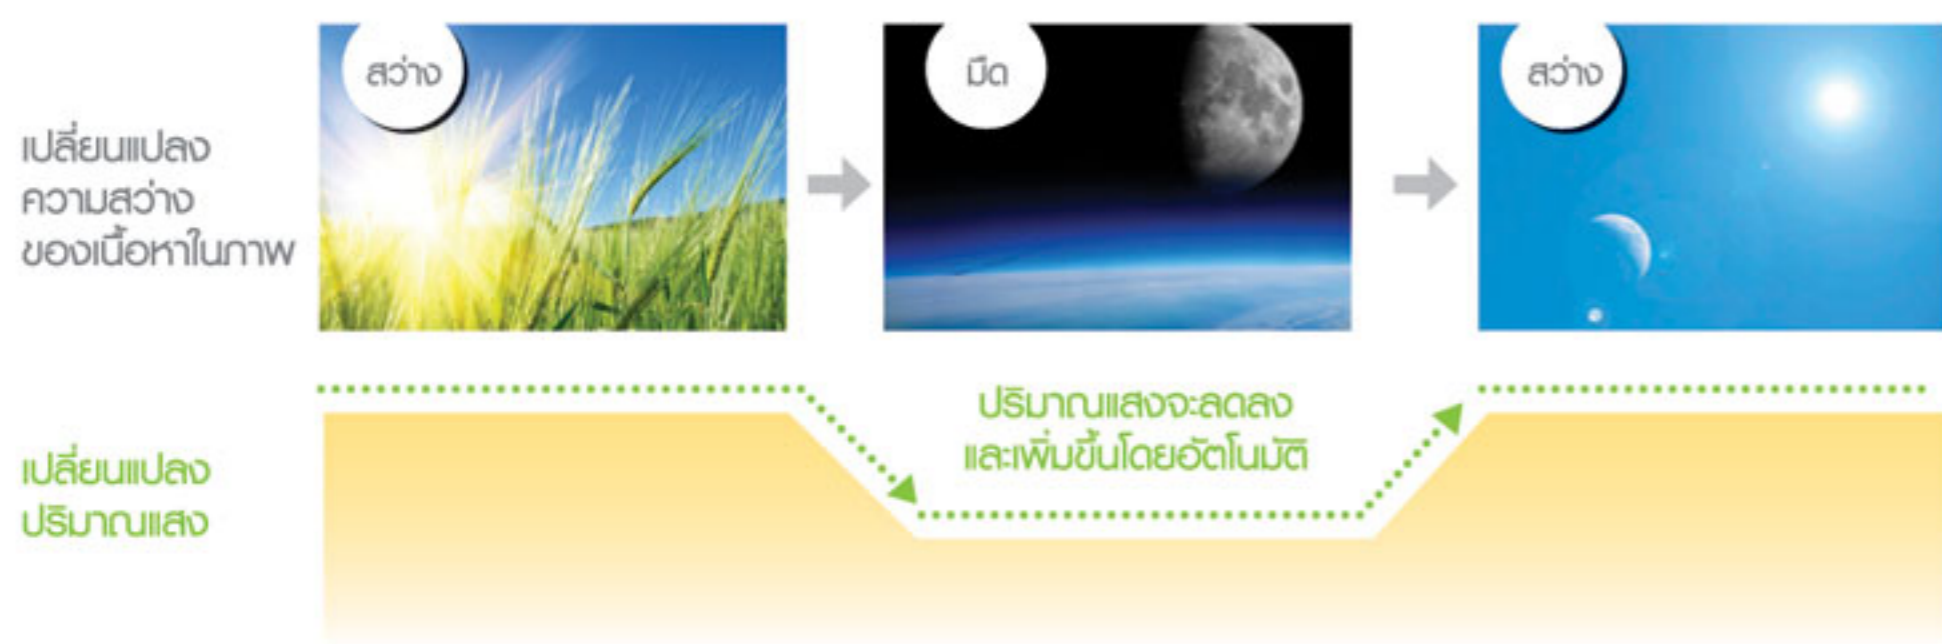 สว่าง
มืด
สว่าง
เปลี่ยนแปลง
ความสว่าง
ของเนื้อหาในภาพ
ปริมาณแสงจะลดลง
และเพิ่มขึ้นโดยอัตโนมัติ
เปลี่ยนแปลง
ปริมาณแสง